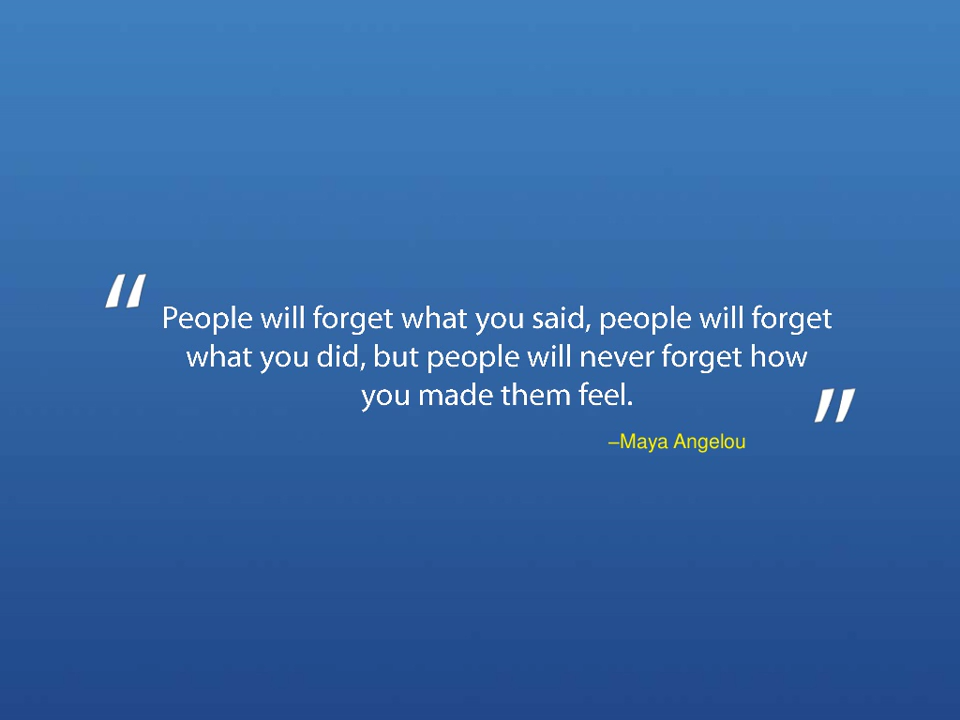 “People will forget what you said, people will forget
what you did, but people will never forget how
you made them feel.”
–Maya Angelou